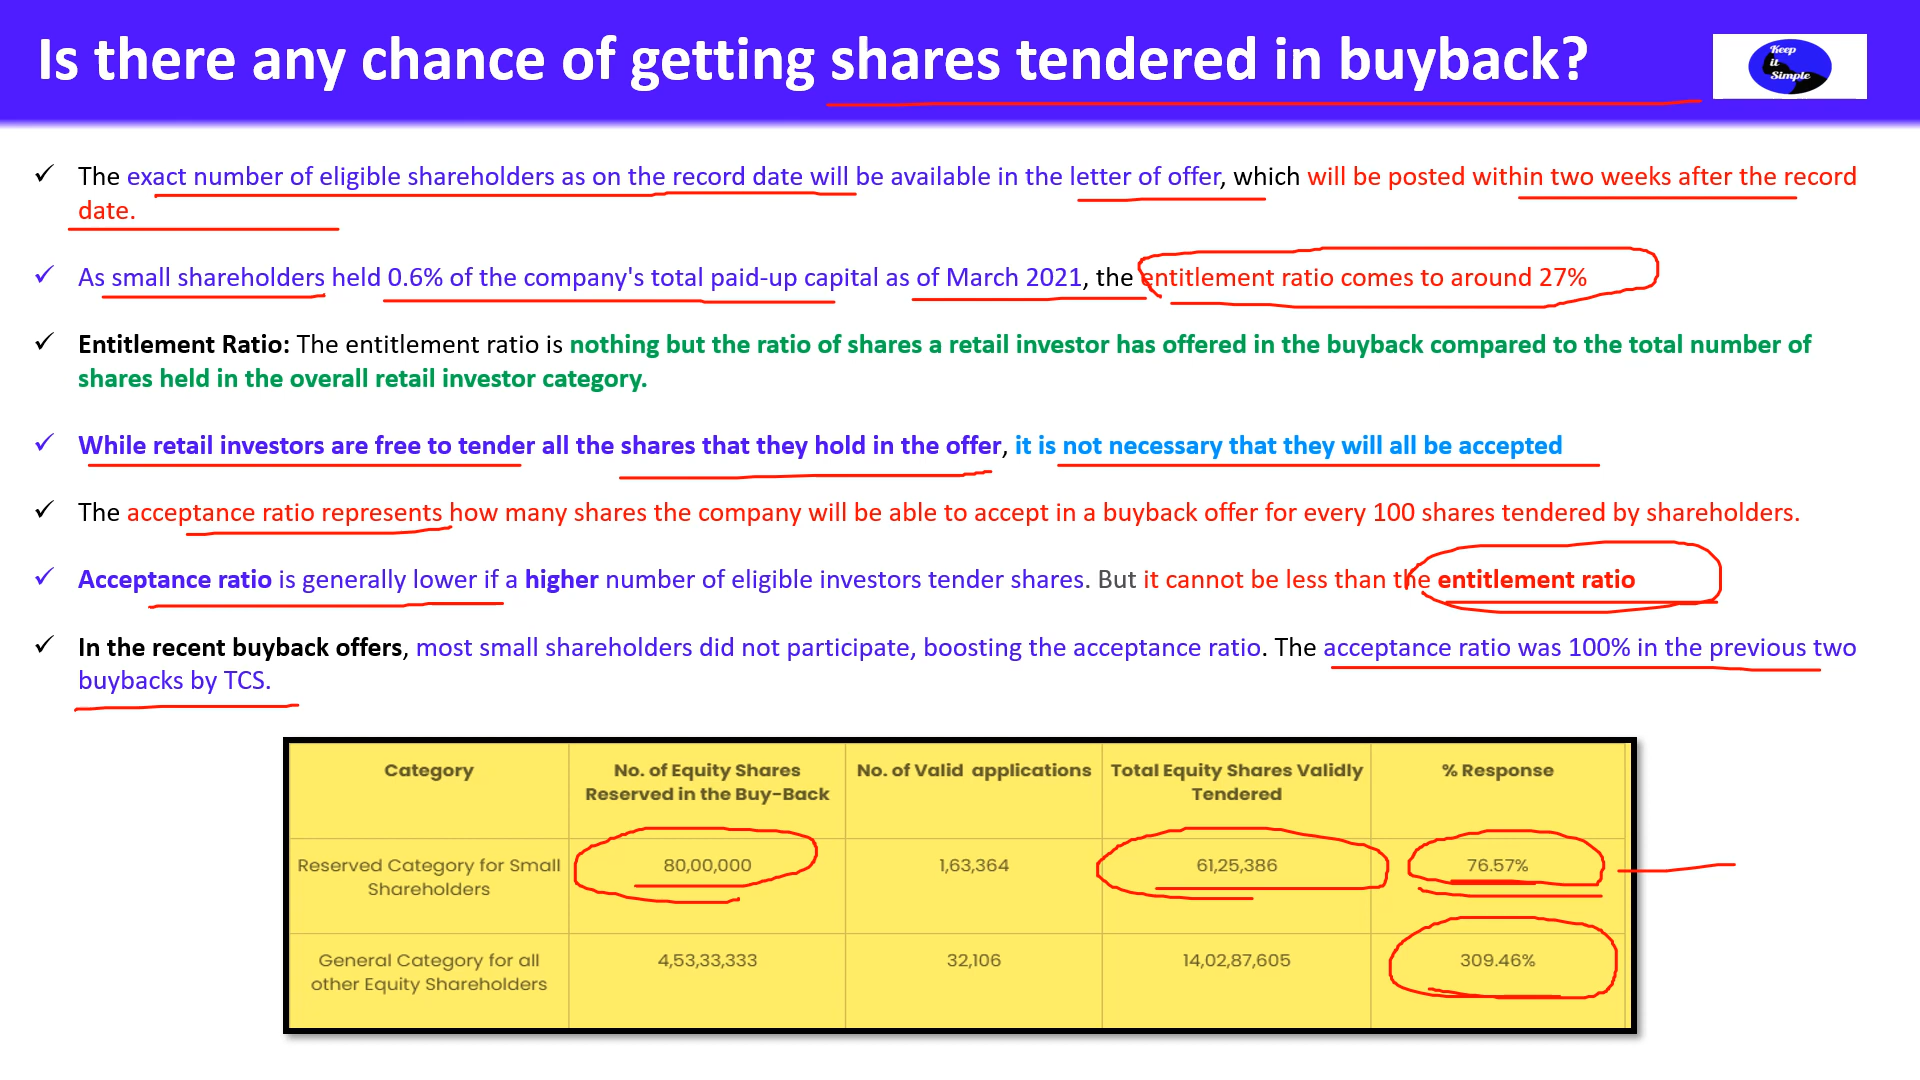 Is there any chance of getting shares tendered in buyback?
Keep
it
Simple
The exact number of eligible shareholders as on the record date will be available in the letter of offer, which will be posted within two weeks after the record
date.
As small shareholders held 0.6% of the company's total paid-up capital as of March 2021, the entitlement ratio comes to around 27%
Entitlement Ratio: The entitlement ratio is nothing but the ratio of shares a retail investor has offered in the buyback compared to the total number of
shares held in the overall retail investor category.
While retail investors are free to tender all the shares that they hold in the offer, it is not necessary that they will all be accepted
The acceptance ratio represents how many shares the company will be able to accept in a buyback offer for every 100 shares tendered by shareholders.
Acceptance ratio is generally lower if a higher number of eligible investors tender shares. But it cannot be less than the entitlement ratio
In the recent buyback offers, most small shareholders did not participate, boosting the acceptance ratio. The acceptance ratio was 100% in the previous two
buybacks by TCS.
Category No. of Equity Shares No. of Valid applications Total Equity Shares Validly % Response
Reserved in the Buy-Back Tendered
Reserved Category for Small 80,00,000 1,63,364 61,25,386 76.57%
Shareholders
General Category for all 4,53,33,333 32,106 14,02,87,605 309.46%
other Equity Shareholders